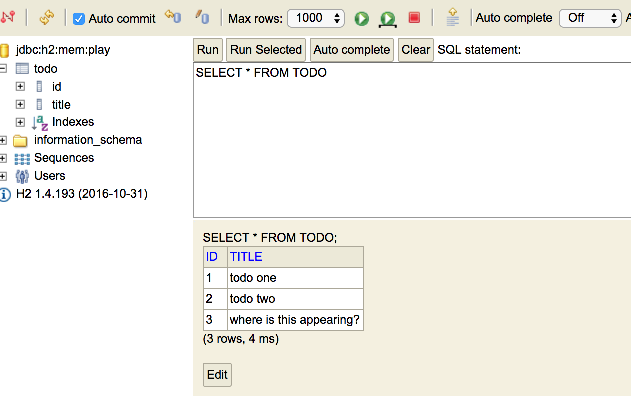 Auto commit Max rows: 1000 Auto complete Off A
jdbc:h2:mem:play
todo
id
title
Indexes
information_schema
Sequences
Users
H2 1.4.193 (2016-10-31)
Run Run Selected Auto complete Clear SQL statement:
SELECT * FROM TODO
SELECT * FROM TODO;
ID TITLE
1 todo one
2 todo two
3 where is this appearing?
(3 rows, 4 ms)
Edit